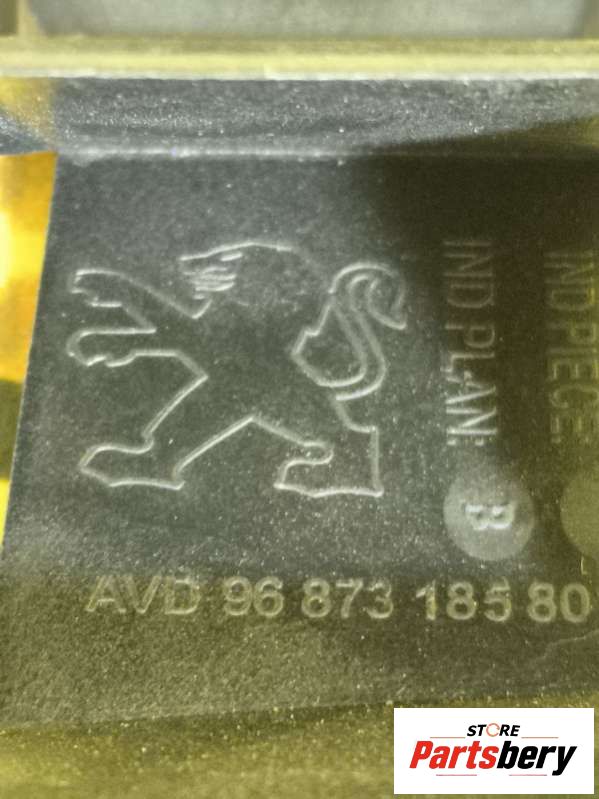 IND PLAN:
B
IND PIECE:
AVD 96 873 185 80
STORE
Partsbery